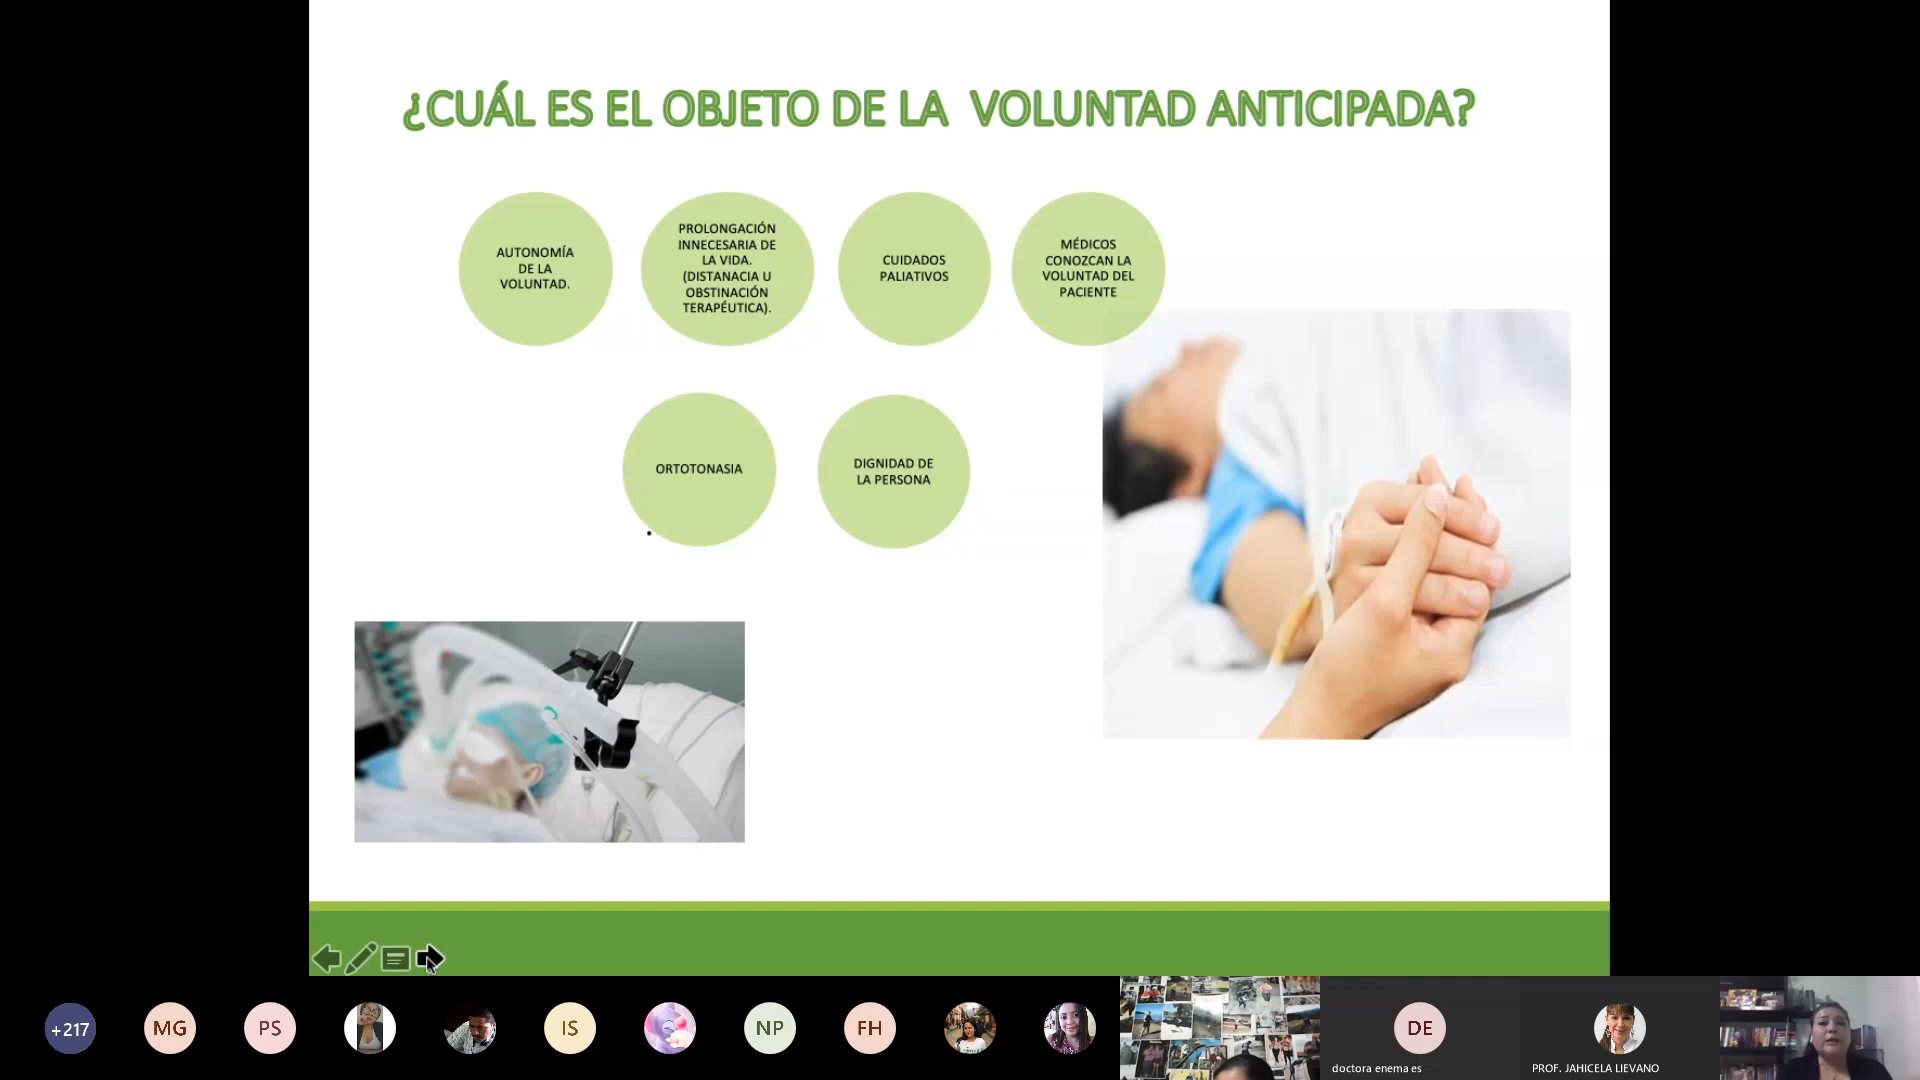 ¿CUÁL ES EL OBJETO DE LA VOLUNTAD ANTICIPADA?
AUTONOMÍA
DE LA
VOLUNTAD.
PROLONGACIÓN
INNECESARIA DE
LA VIDA.
(DISTANACIA U
OBSTINACIÓN
TERAPÉUTICA).
CUIDADOS
PALIATIVOS
MÉDICOS
CONOZCAN LA
VOLUNTAD DEL
PACIENTE
ORTOTONASIA
DIGNIDAD DE
LA PERSONA
+217
MG
PS
IS
NP
FH
DE
doctora enema es
PROF. JAHICELA LIEVANO